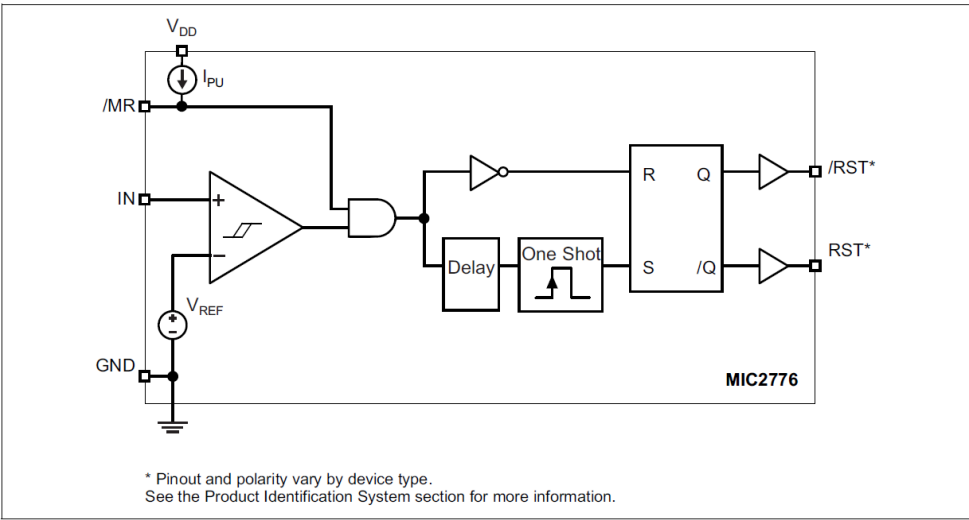 VDD
IPU
/MR
IN
+
−
VREF
+
−
GND
Delay
One Shot
R Q
S /Q
/RST*
RST*
MIC2776
* Pinout and polarity vary by device type.
See the Product Identification System section for more information.